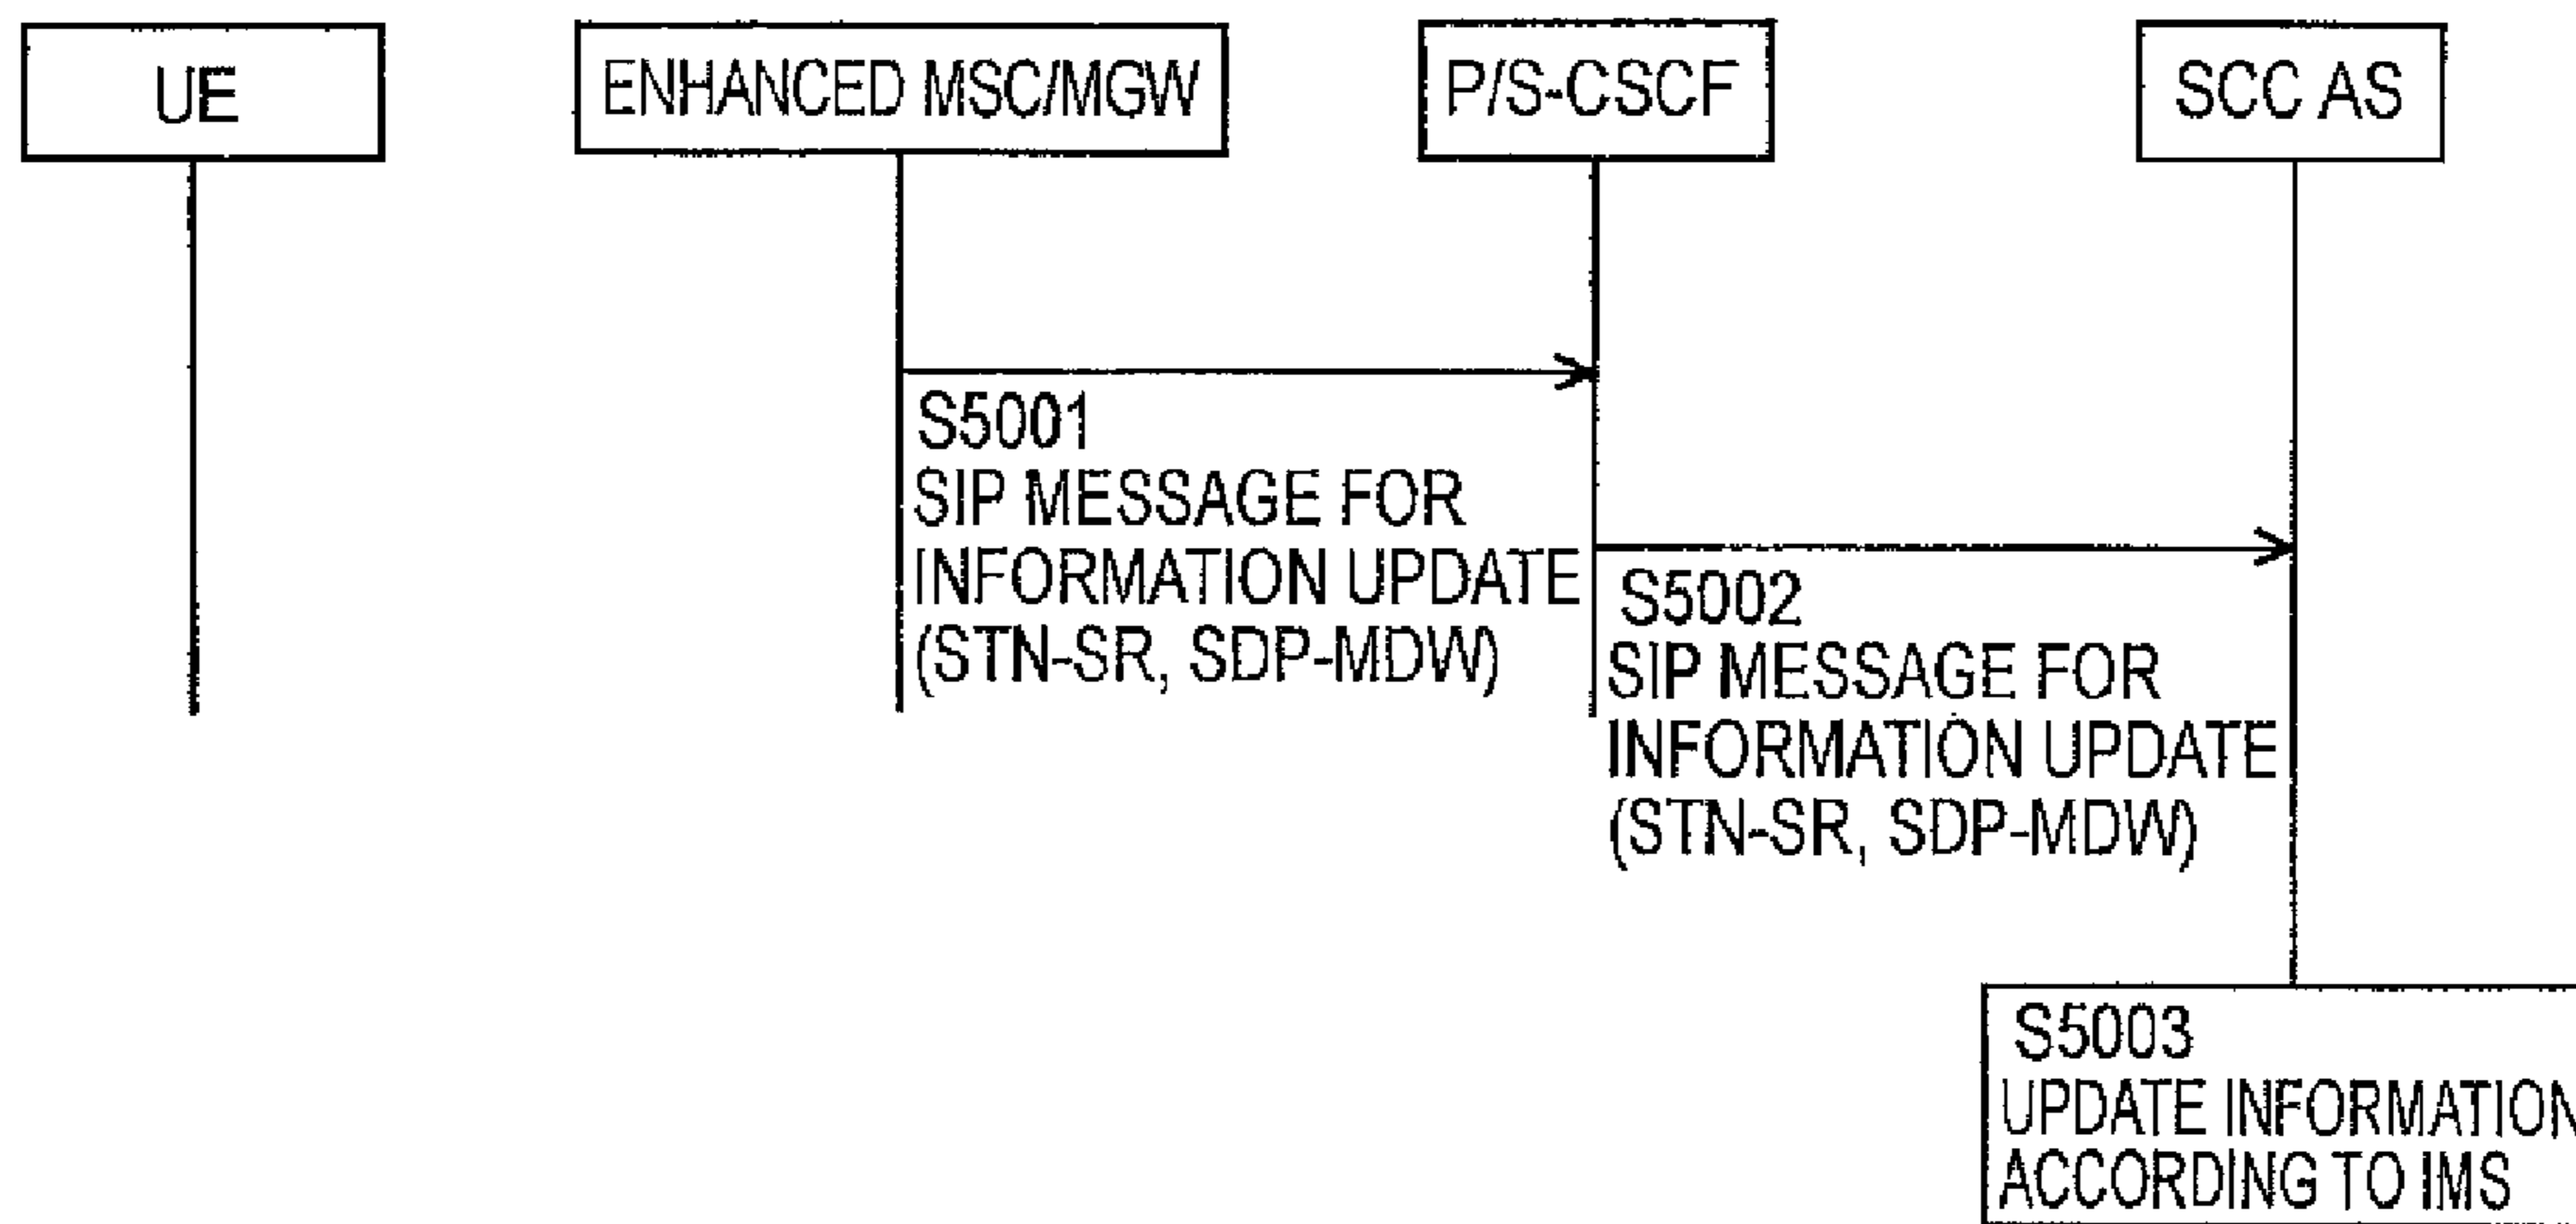 UE
ENHANCED MSC/MGW
P/S-CSCF
SCC AS
S5001
SIP MESSAGE FOR
INFORMATION UPDATE
(STN-SR, SDP-MDW)
S5002
SIP MESSAGE FOR
INFORMATION UPDATE
(STN-SR, SDP-MDW)
S5003
UPDATE INFORMATION
ACCORDING TO IMS